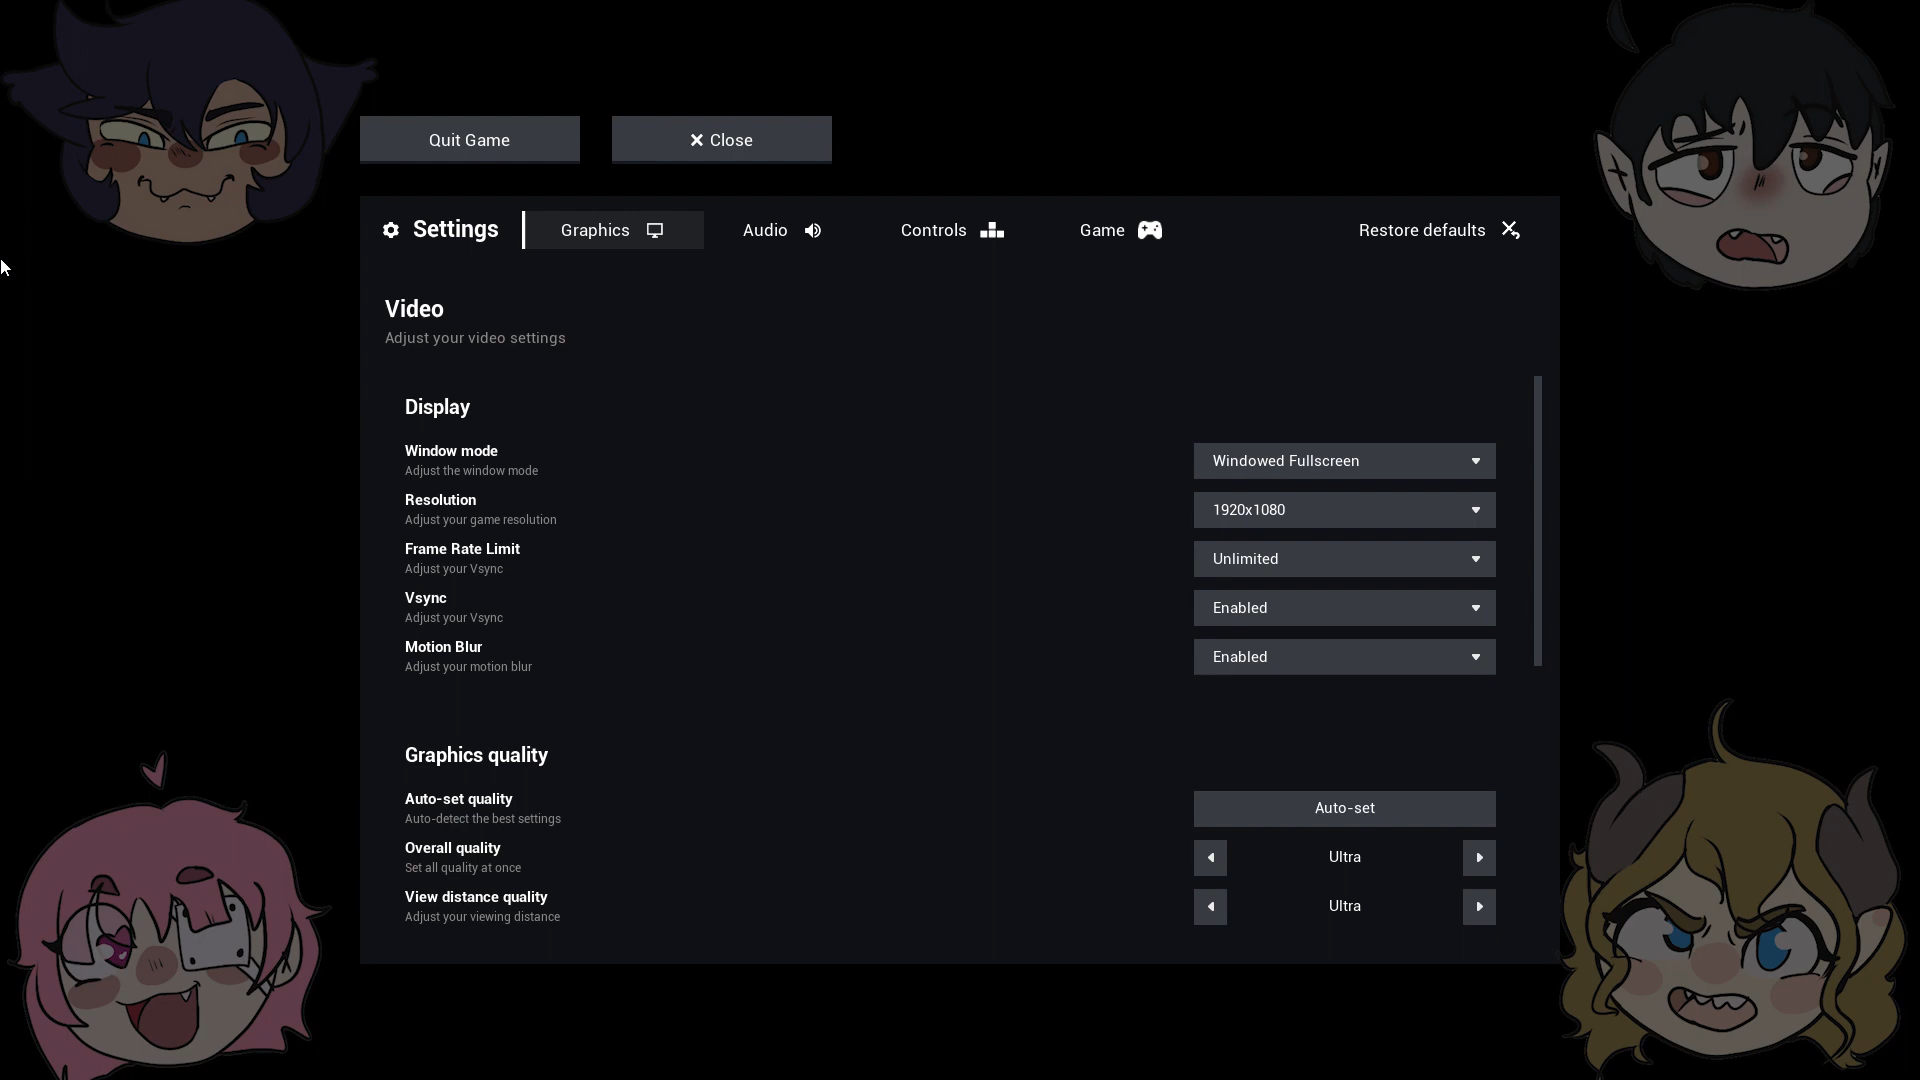 Quit Game
Close
Settings
Graphics
Audio
Controls
Game
Restore defaults
Video
Adjust your video settings
Display
Window mode
Adjust the window mode
Windowed Fullscreen
Resolution
Adjust your game resolution
1920x1080
Frame Rate Limit
Adjust your Vsync
Unlimited
Vsync
Adjust your Vsync
Enabled
Motion Blur
Adjust your motion blur
Enabled
Graphics quality
Auto-set quality
Auto-detect the best settings
Auto-set
Overall quality
Set all quality at once
Ultra
View distance quality
Adjust your viewing distance
Ultra